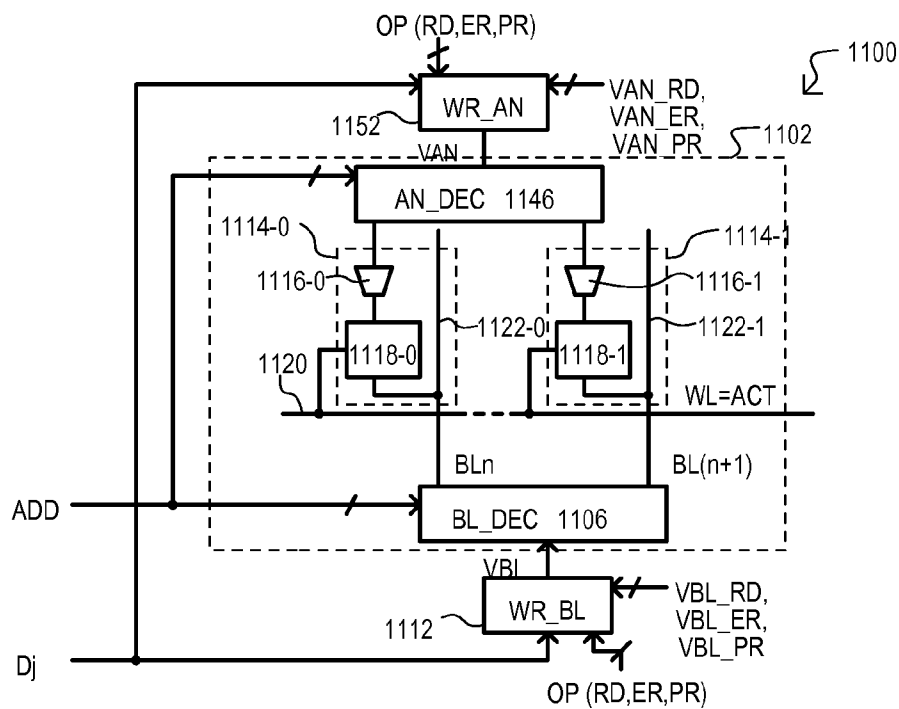 OP (RD,ER,PR)
1100
WR_AN
VAN_RD,
VAN_ER,
VAN_PR
1152
1102
VAN
AN_DEC 1146
1114-0
1114-1
1116-0
1116-1
1122-0
1122-1
1118-0
1118-1
1120
WL=ACT
BLn
BL(n+1)
ADD
BL_DEC 1106
VBL
WR_BL
VBL_RD,
VBL_ER,
VBL_PR
1112
Dj
OP (RD,ER,PR)